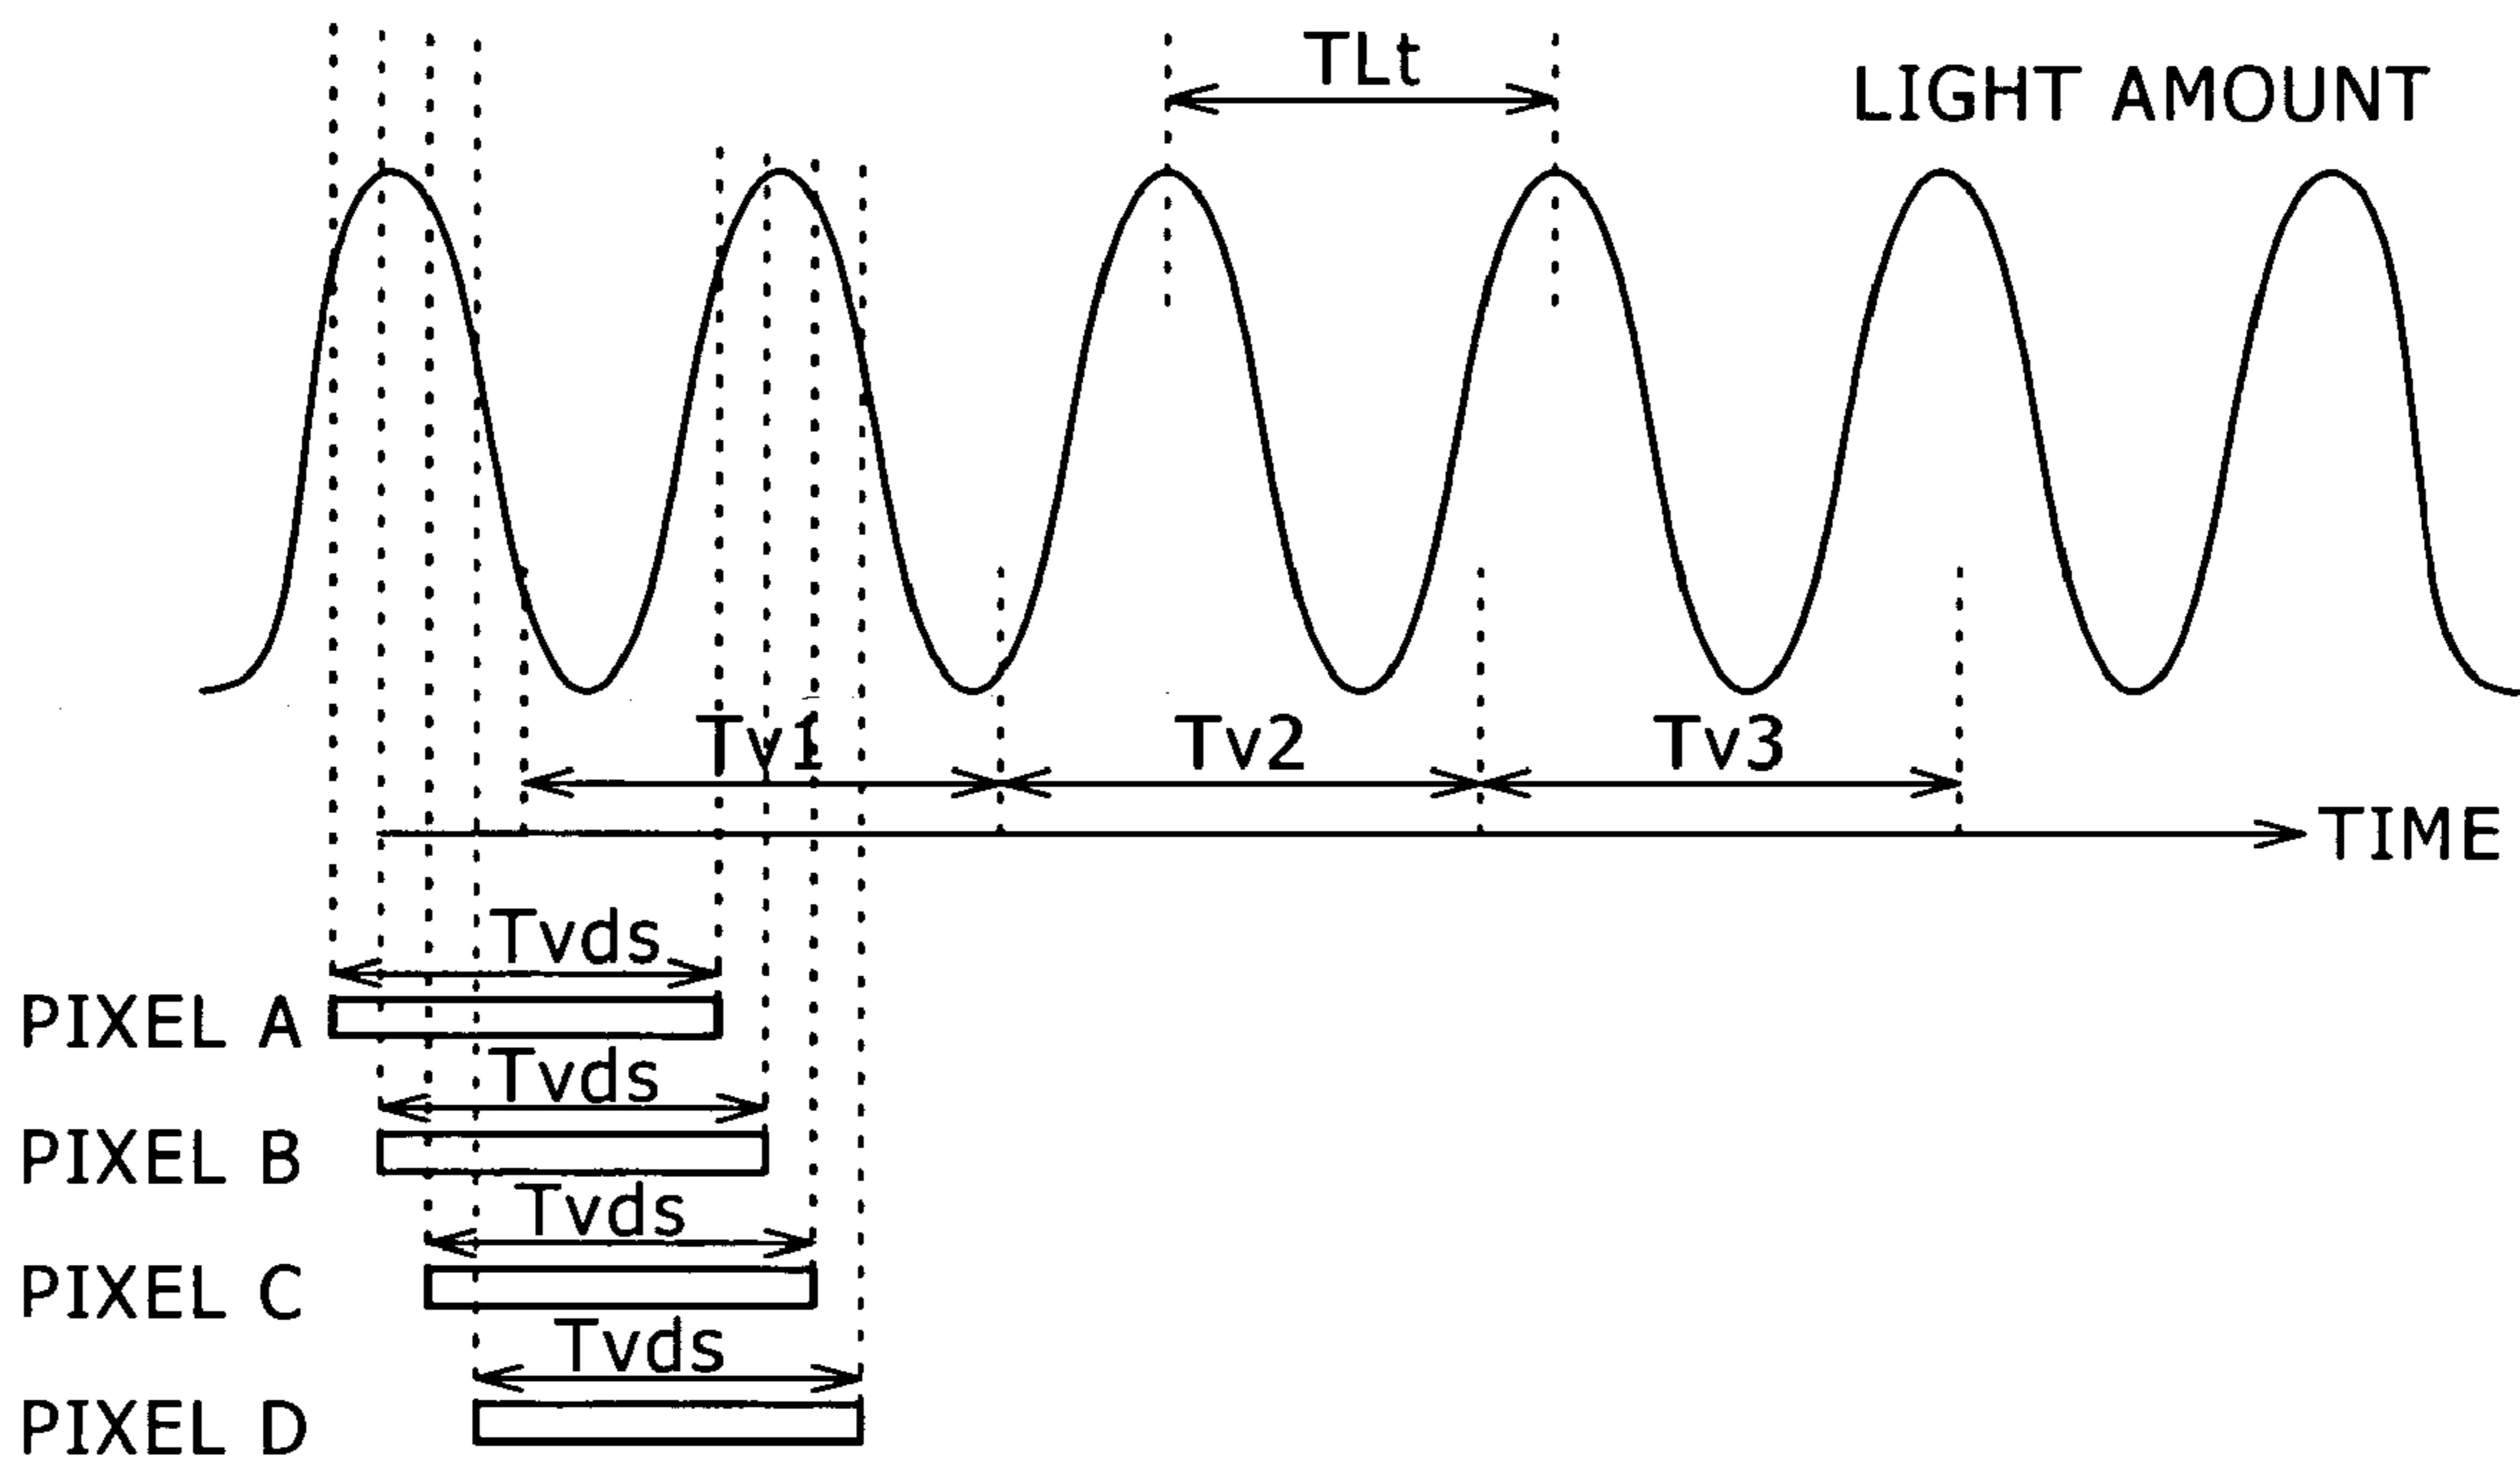 TLt
LIGHT AMOUNT
Tv1
Tv2
Tv3
TIME
Tvds
PIXEL A
Tvds
PIXEL B
Tvds
PIXEL C
Tvds
PIXEL D